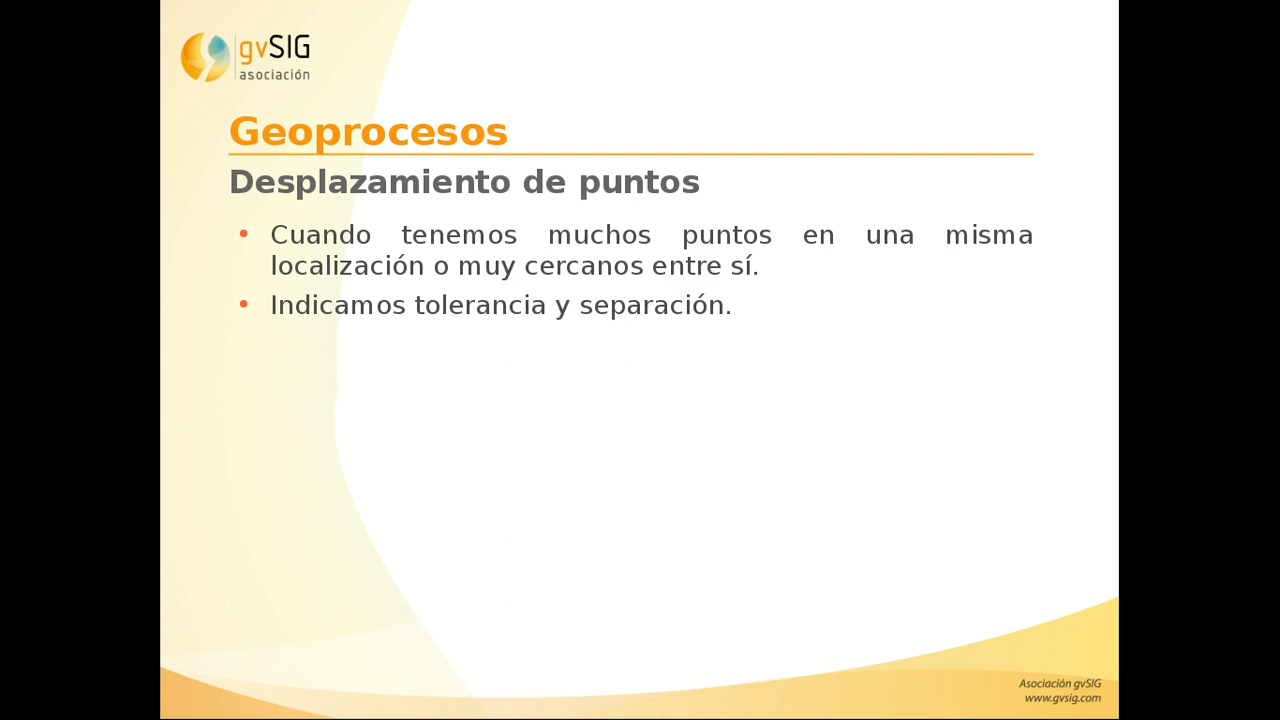 gvSIG
asociación
Geoprocesos
Desplazamiento de puntos
• Cuando tenemos muchos puntos en una misma
localización o muy cercanos entre sí.
• Indicamos tolerancia y separación.
Asociación gvSIG
www.gvsig.com